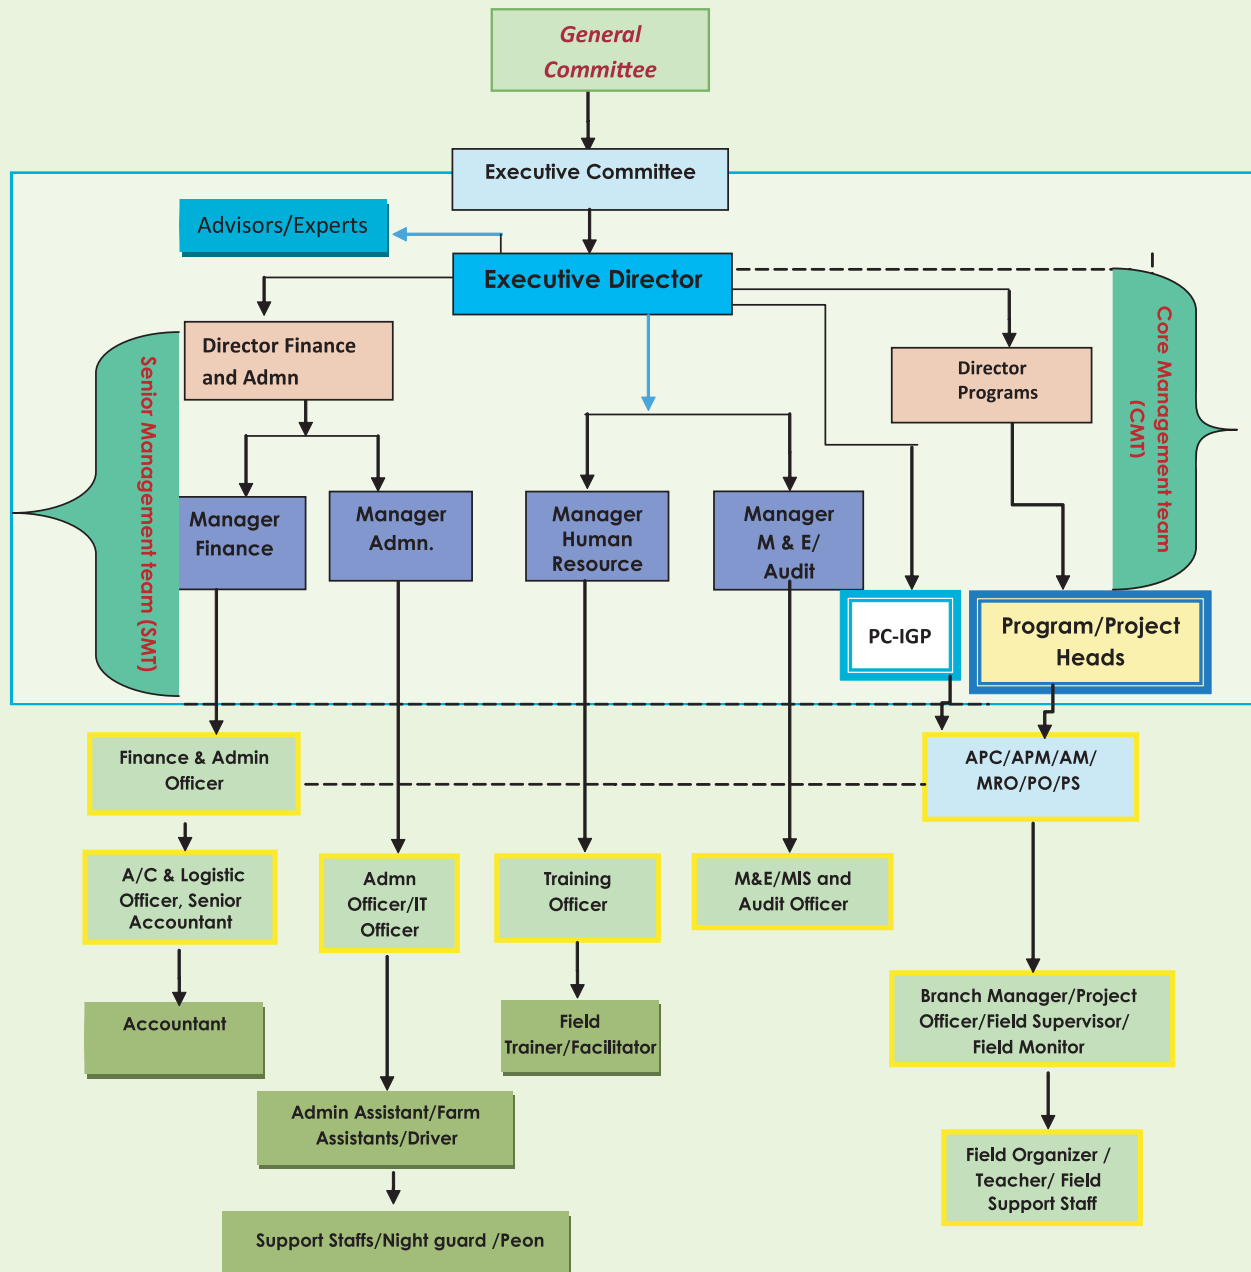 General
Committee
Executive Committee
Advisors/Experts
Executive Director
Director Finance
and Admn
Director
Programs
Senior Management team (SMT)
Core Management team
(CMT)
Manager
Finance
Manager
Admn.
Manager
Human
Resource
Manager
M & E/
Audit
PC-IGP
Program/Project
Heads
Finance & Admin
Officer
APC/APM/AM/
MRO/PO/PS
A/C & Logistic
Officer, Senior
Accountant
Admn
Officer/IT
Officer
Training
Officer
M&E/MIS and
Audit Officer
Accountant
Field
Trainer/Facilitator
Branch Manager/Project
Officer/Field Supervisor/
Field Monitor
Admin Assistant/Farm
Assistants/Driver
Field Organizer /
Teacher/ Field
Support Staff
Support Staffs/Night guard /Peon